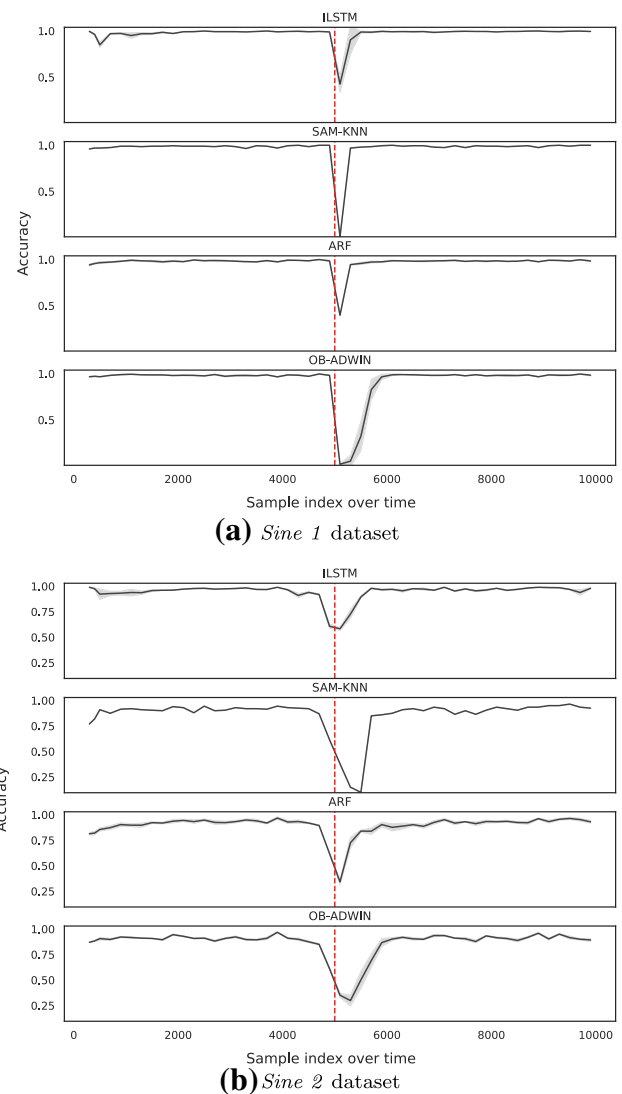 ILSTM
1.0
0.5
SAM-KNN
1.0
0.5
Accuracy
ARF
1.0
0.5
OB-ADWIN
1.0
0.5
0 2000 4000 6000 8000 10000
Sample index over time
(a) Sine 1 dataset
ILSTM
1.00
0.75
0.50
0.25
SAM-KNN
1.00
0.75
0.50
0.25
Accuracy
ARF
1.00
0.75
0.50
0.25
OB-ADWIN
1.00
0.75
0.50
0.25
0 2000 4000 6000 8000 10000
Sample index over time
(b) Sine 2 dataset